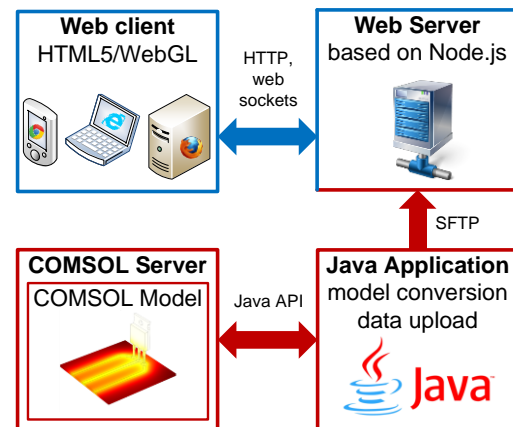 Web client
HTML5/WebGL
HTTP,
web
sockets
Web Server
based on Node.js
SFTP
COMSOL Server
COMSOL Model
Java API
Java Application
model conversion
data upload
Java